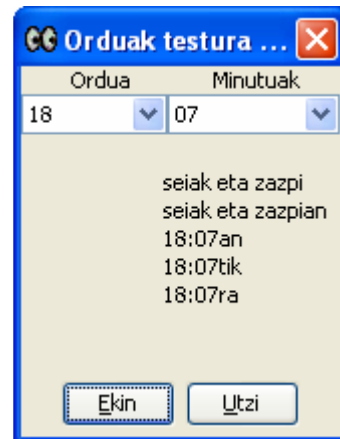 Orduak testura ...
Ordua Minutuak
18 07
seiak eta zazpi
seiak eta zazpian
18:07an
18:07tik
18:07ra
Ekin Utzi